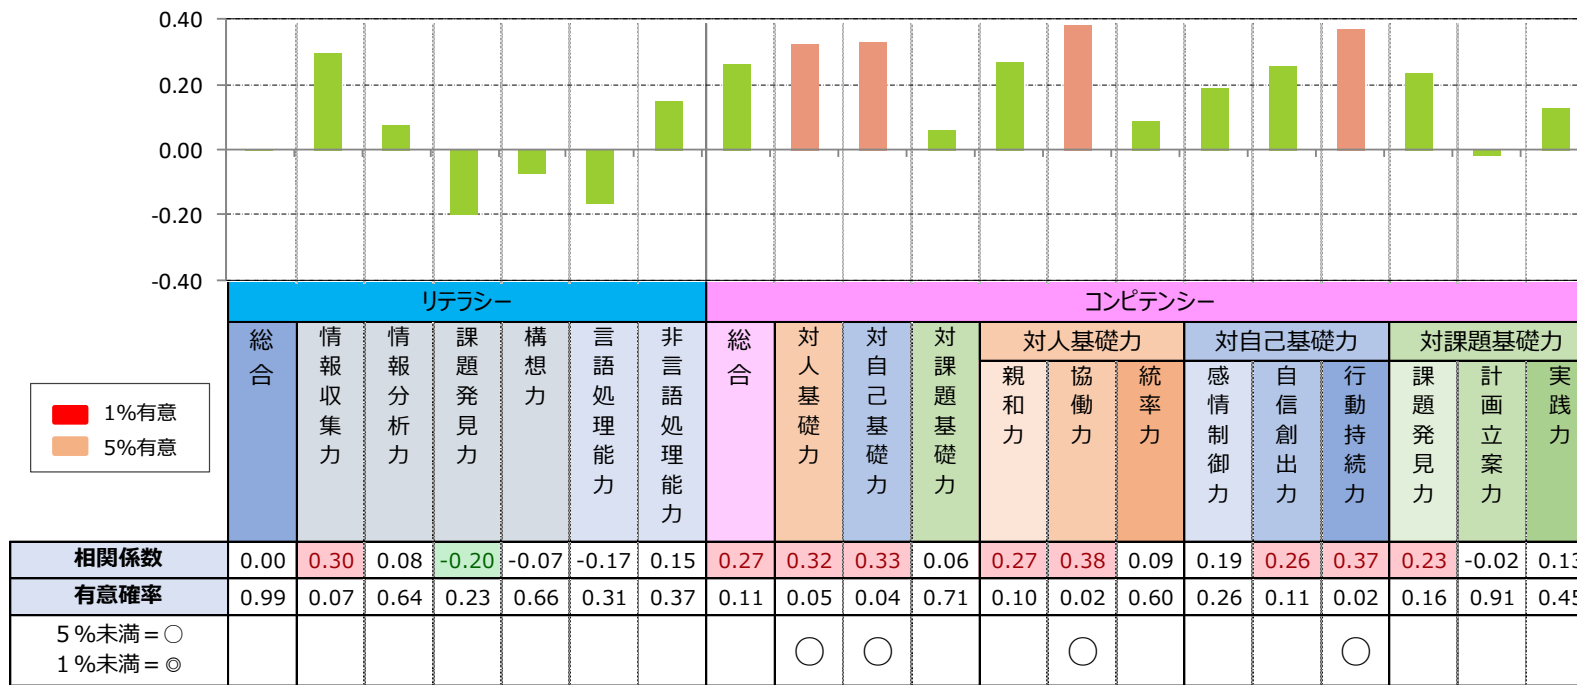 0.40
0.20
0.00
-0.20
-0.40
リテラシー
コンピテンシー
総合
情報収集力
情報分析力
課題発見力
構想力
言語処理能力
非言語処理能力
総合
対人基礎力
対自己基礎力
対課題基礎力
対人基礎力
対自己基礎力
対課題基礎力
親和力
協働力
統率力
感情制御力
自信創出力
行動持続力
課題発見力
計画立案力
実践力
1%有意
5%有意
相関係数 0.00 0.30 0.08 -0.20 -0.07 -0.17 0.15 0.27 0.32 0.33 0.06 0.27 0.38 0.09 0.19 0.26 0.37 0.23 -0.02 0.13
有意確率 0.99 0.07 0.64 0.23 0.66 0.31 0.37 0.11 0.05 0.04 0.71 0.10 0.02 0.60 0.26 0.11 0.02 0.16 0.91 0.45
5%未満=○
1%未満=◎
○ ○ ○ ○